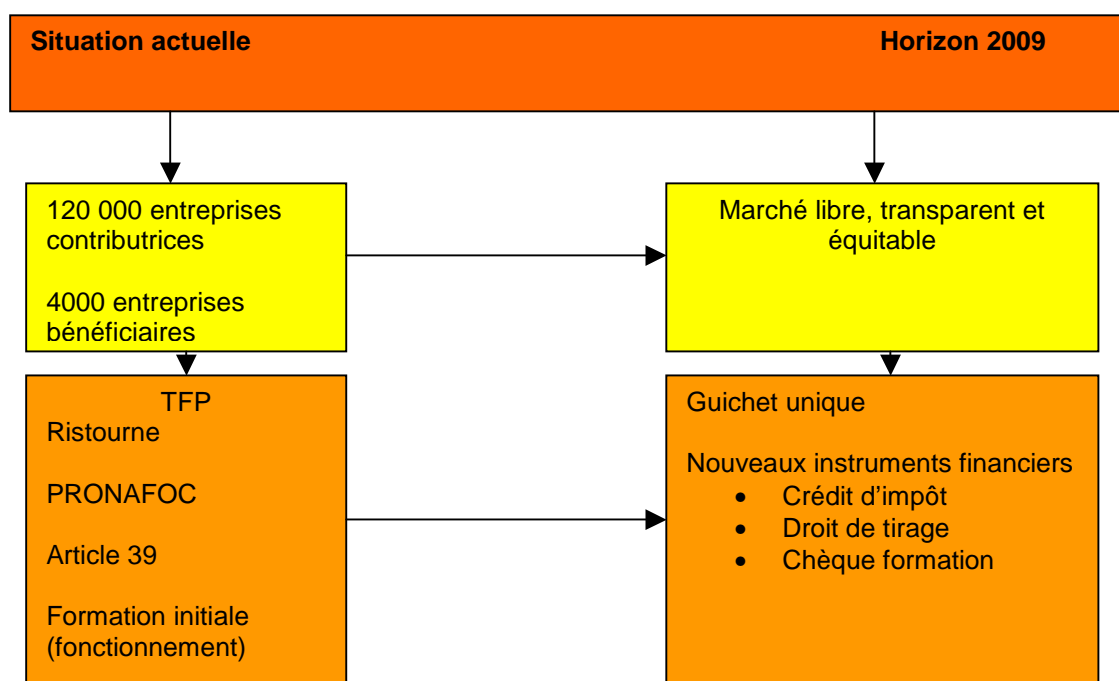 Situation actuelle Horizon 2009
120 000 entreprises
contributrices
4000 entreprises
bénéficiaires
Marché libre, transparent et
équitable
TFP
Ristourne
PRONAFOC
Article 39
Formation initiale
(fonctionnement)
Guichet unique
Nouveaux instruments financiers
• Crédit d'impôt
• Droit de tirage
• Chèque formation